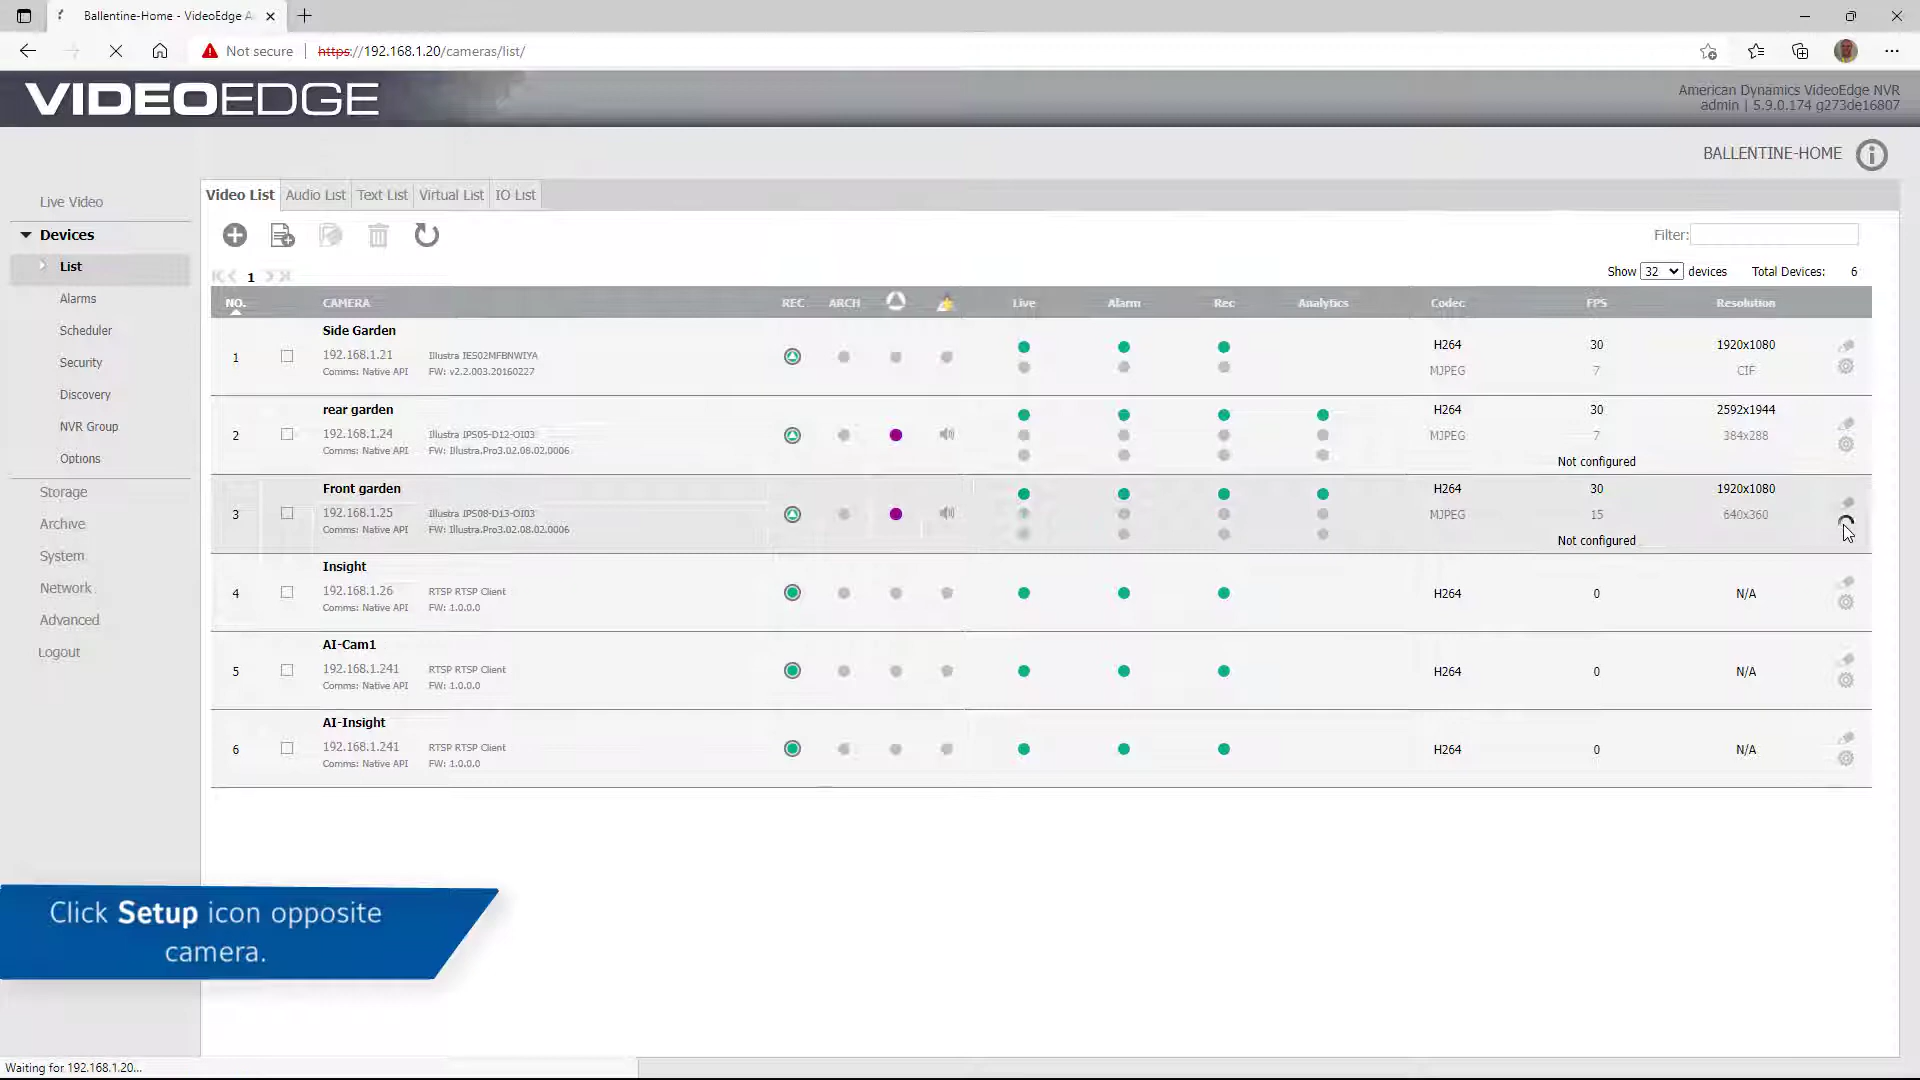 Ballentine-Home - VideoEdge A
Not secure
https://192.168.1.20/cameras/list/
VIDEOEDGE
American Dynamics VideoEdge NVR
admin | 5.9.0.174 g273de16807
BALLENTINE-HOME
Live Video
Devices
List
Alarms
Scheduler
Security
Discovery
NVR Group
Options
Storage
Archive
System
Network
Advanced
Logout
Video List Audio List Text List Virtual List IO List
Filter:
1
Show 32 devices Total Devices: 6
NO. CAMERA REC ARCH Live Alarm Rec Analytics Codec FPS Resolution
Side Garden
1 192.168.1.21 Illustra IES02MFBNWIYA H264 30 1920x1080
Comms: Native API FW: v2.2.003.20160227 MJPEG 7 CIF
rear garden H264 30 2592x1944
2 192.168.1.24 Illustra IPS05-D12-OI03 MJPEG 7 384x288
Comms: Native API FW: Illustra.Pro3.02.08.02.0006 Not configured
Front garden H264 30 1920x1080
3 192.168.1.25 Illustra IPS08-D13-OI03 MJPEG 15 640x360
Comms: Native API FW: Illustra.Pro3.02.08.02.0006 Not configured
Insight
4 192.168.1.26 RTSP RTSP Client H264 0 N/A
Comms: Native API FW: 1.0.0.0
AI-Cam1
5 192.168.1.241 RTSP RTSP Client H264 0 N/A
Comms: Native API FW: 1.0.0.0
AI-Insight
6 192.168.1.241 RTSP RTSP Client H264 0 N/A
Comms: Native API FW: 1.0.0.0
Click Setup icon opposite
camera.
Waiting for 192.168.1.20...